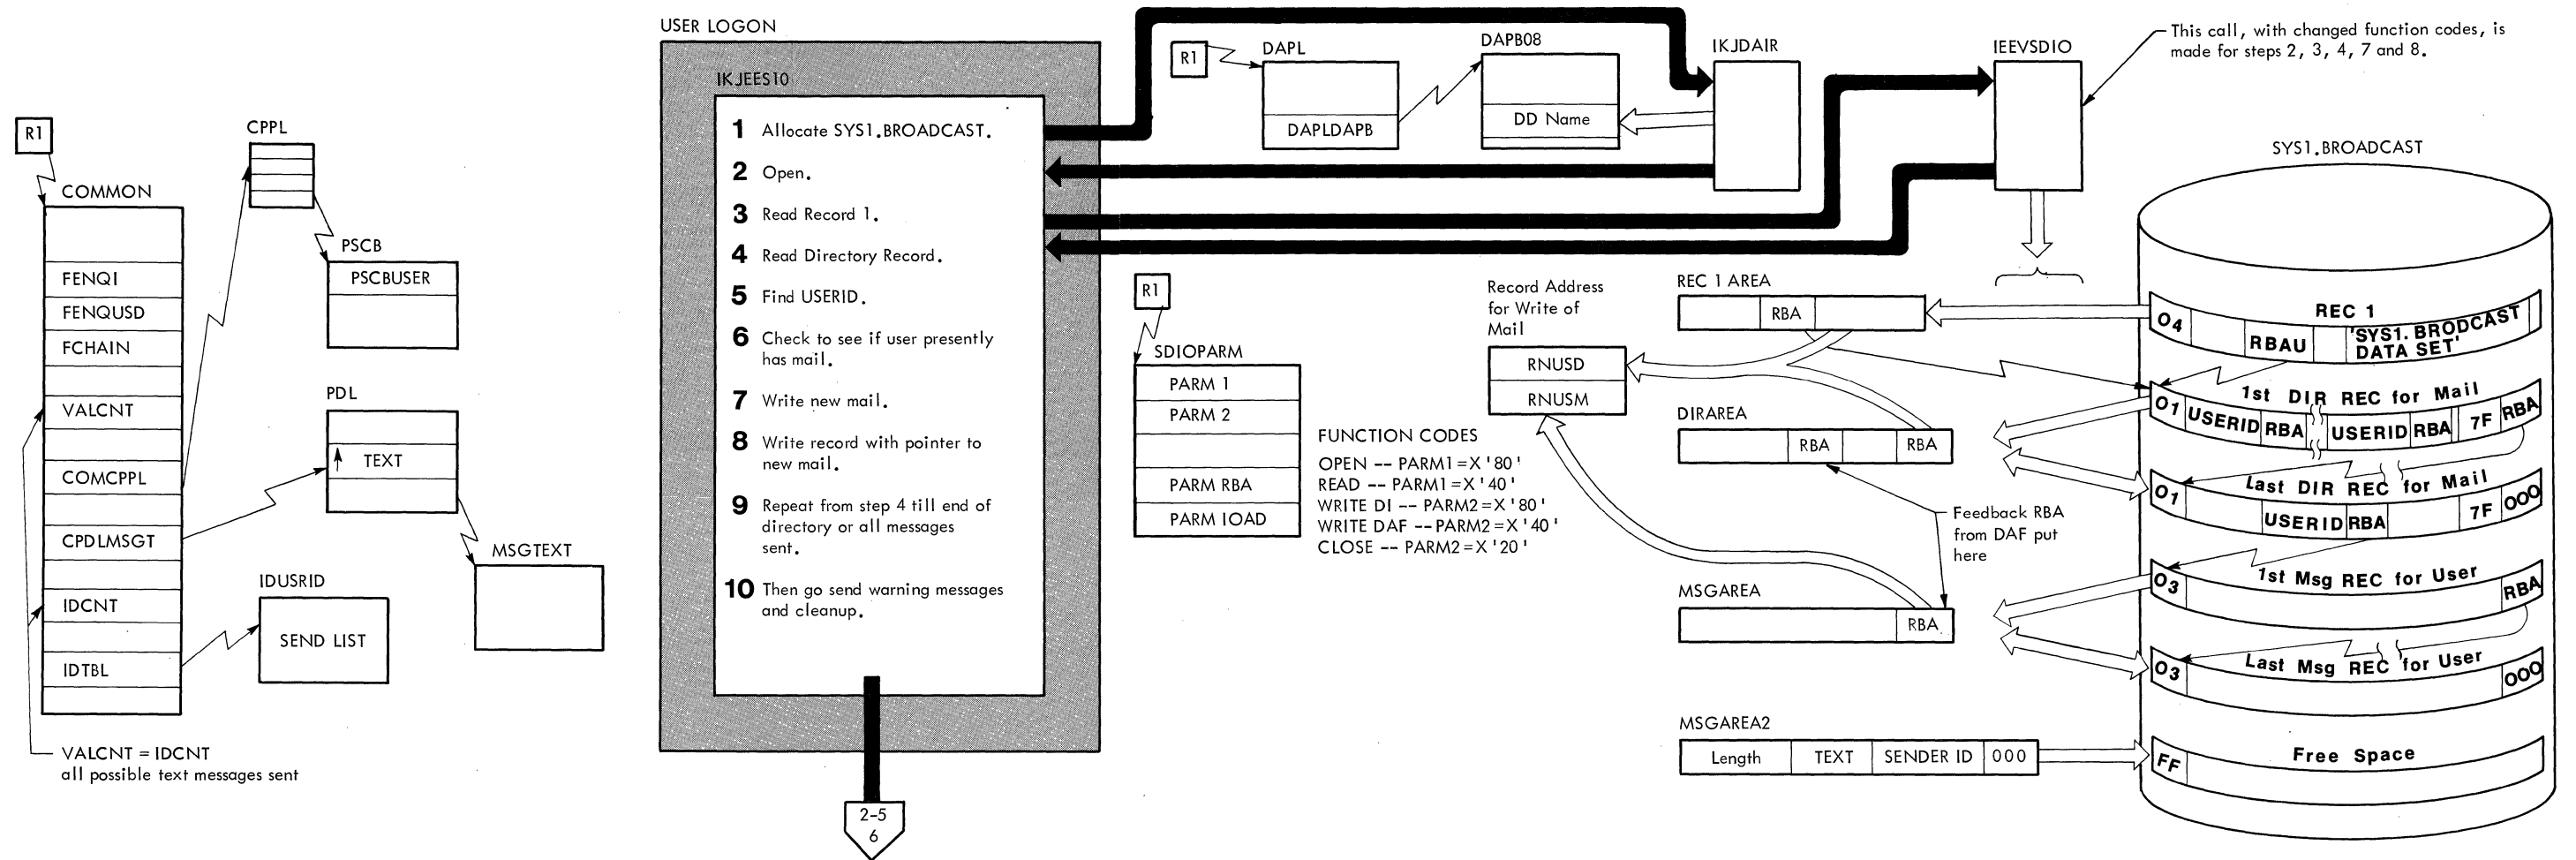 R1
COMMON
FENQI
FENQUSD
FCHAIN
VALCNT
COMCPPL
CPDLMSGT
IDCNT
IDTBL
VALCNT = IDCNT
all possible text messages sent
CPPL
PSCB
PSCBUSER
PDL
TEXT
MSGTEXT
IDUSRID
SEND LIST
USER LOGON
IKJEES10
1 Allocate SYS1.BROADCAST.
2 Open.
3 Read Record 1.
4 Read Directory Record.
5 Find USERID.
6 Check to see if user presently
has mail.
7 Write new mail.
8 Write record with pointer to
new mail.
9 Repeat from step 4 till end of
directory or all messages
sent.
10 Then go send warning messages
and cleanup.
2-5
6
R1
DAPL
DAPLDAPB
DAPB08
DD Name
IKJDAIR
IEEVSDIO
This call, with changed function codes, is
made for steps 2, 3, 4, 7 and 8.
R1
SDIOPARM
PARM 1
PARM 2
PARM RBA
PARM IOAD
FUNCTION CODES
OPEN -- PARM1=X '80'
READ -- PARM1=X '40'
WRITE DI -- PARM2=X '80'
WRITE DAF -- PARM2=X '40'
CLOSE -- PARM2=X '20'
Record Address
for Write of
Mail
RNUSD
RNUSM
REC 1 AREA
RBA
DIRAREA
RBA RBA
Feedback RBA
from DAF put
here
MSGAREA
RBA
MSGAREA2
Length TEXT SENDER ID 000
SYS1.BROADCAST
REC 1
04 RBAU 'SYS1. BRODCAST
DATA SET'
1st DIR REC for Mail
01 USERID RBA USERID RBA 7F RBA
Last DIR REC for Mail
01 USERID RBA 7F 000
1st Msg REC for User
03 RBA
Last Msg REC for User
03 000
Free Space
FF